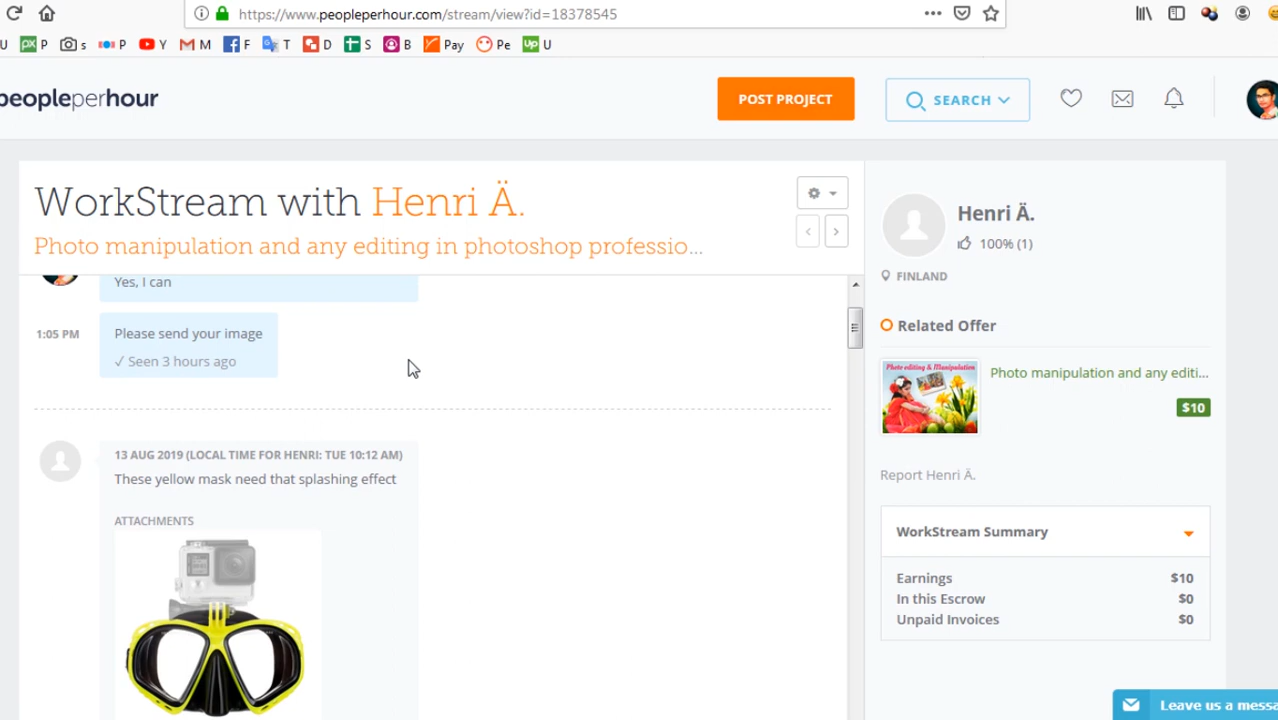 https://www.peopleperhour.com/stream/view?id=18378545
U P s P Y M F T D S B Pay Pe U
peopleperhour
POST PROJECT
SEARCH
WorkStream with Henri Ä.
Photo manipulation and any editing in photoshop professio...
Henri Ä.
100% (1)
FINLAND
Yes, I can
1:05 PM
Please send your image
✓ Seen 3 hours ago
Related Offer
Photo editing & Manipulation
Photo manipulation and any editi...
$10
13 AUG 2019 (LOCAL TIME FOR HENRI: TUE 10:12 AM)
These yellow mask need that splashing effect
ATTACHMENTS
Report Henri Ä.
WorkStream Summary
Earnings $10
In this Escrow $0
Unpaid Invoices $0
Leave us a messa